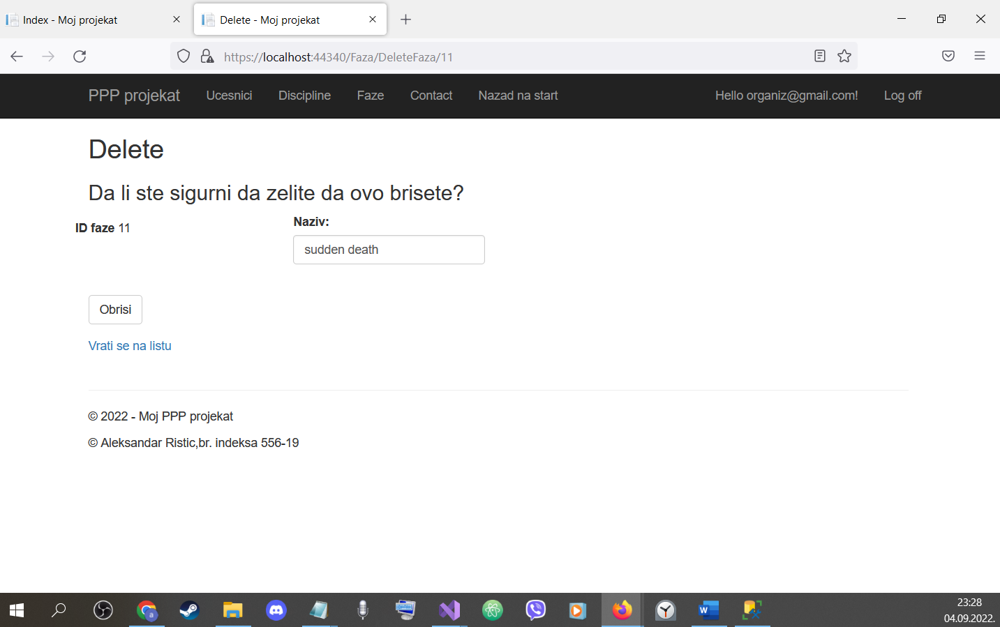 Index - Moj projekat
Delete - Moj projekat
https://localhost:44340/Faza/DeleteFaza/11
PPP projekat Ucesnici Discipline Faze Contact Nazad na start Hello organiz@gmail.com! Log off
Delete
Da li ste sigurni da zelite da ovo brisete?
ID faze 11
Naziv:
sudden death
Obrisi
Vrati se na listu
© 2022 - Moj PPP projekat
© Aleksandar Ristic,br. indeksa 556-19
23:28
04.09.2022.